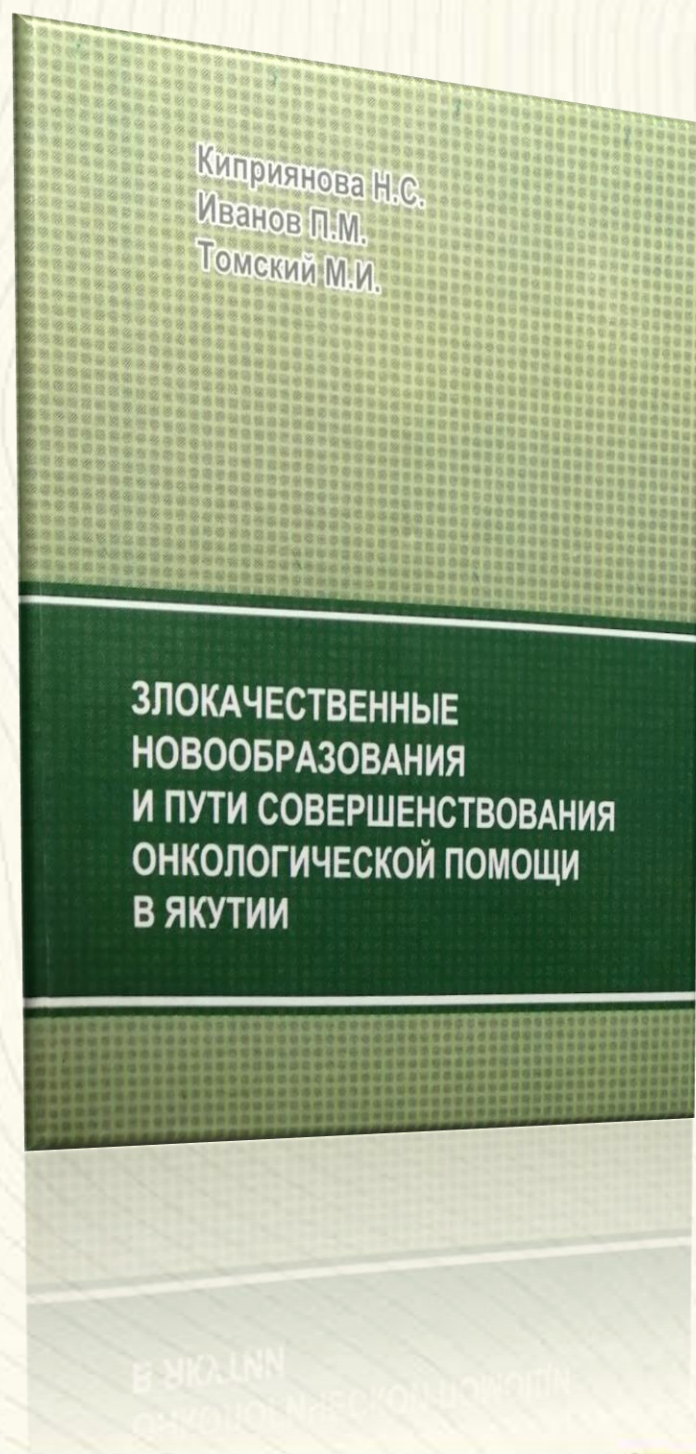 Киприянова Н.С.
Иванов П.М.
Томский М.И.
ЗЛОКАЧЕСТВЕННЫЕ
НОВООБРАЗОВАНИЯ
И ПУТИ СОВЕРШЕНСТВОВАНИЯ
ОНКОЛОГИЧЕСКОЙ ПОМОЩИ
В ЯКУТИИ